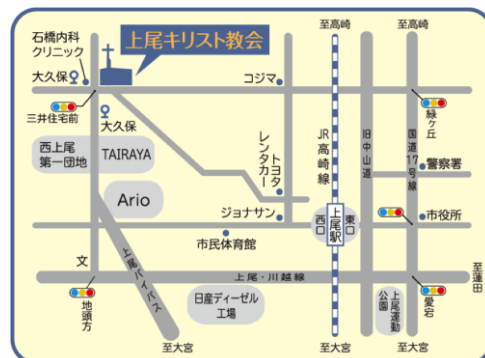 至高崎
至高崎
石橋内科
クリニック
上尾キリスト教会
大久保
コジマ
三井住宅前
大久保
緑ヶ丘
西上尾
第一団地
TAIRAYA
トヨタ
レンタカー
JR高崎線
旧中山道
国道17号線
警察署
Ario
ジョナサン
西口
上尾駅
東口
市役所
市民体育館
上尾バイパス
文
上尾・川越線
至蓮田
地頭方
日産ディーゼル
工場
上尾運動
公園
愛宕
至大宮
至大宮
至大宮